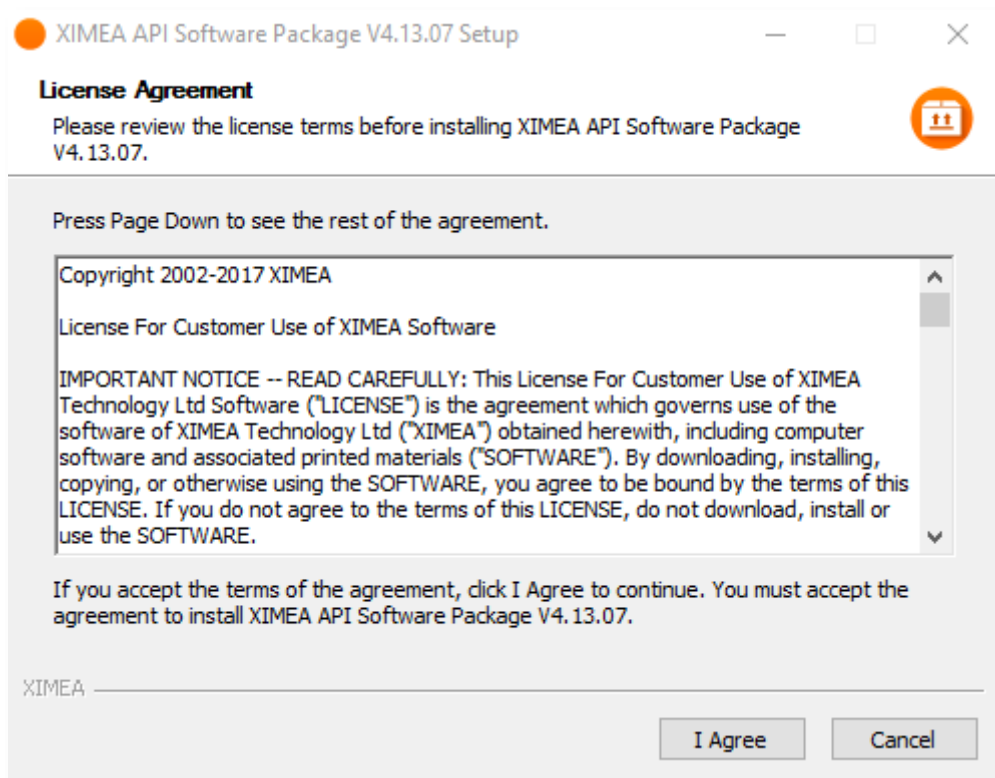 XIMEA API Software Package V4.13.07 Setup
License Agreement
Please review the license terms before installing XIMEA API Software Package
V4.13.07.
Press Page Down to see the rest of the agreement.
Copyright 2002-2017 XIMEA
License For Customer Use of XIMEA Software
IMPORTANT NOTICE -- READ CAREFULLY: This License For Customer Use of XIMEA
Technology Ltd Software ("LICENSE") is the agreement which governs use of the
software of XIMEA Technology Ltd ("XIMEA") obtained herewith, including computer
software and associated printed materials ("SOFTWARE"). By downloading, installing,
copying, or otherwise using the SOFTWARE, you agree to be bound by the terms of this
LICENSE. If you do not agree to the terms of this LICENSE, do not download, install or
use the SOFTWARE.
If you accept the terms of the agreement, click I Agree to continue. You must accept the
agreement to install XIMEA API Software Package V4.13.07.
XIMEA
I Agree
Cancel